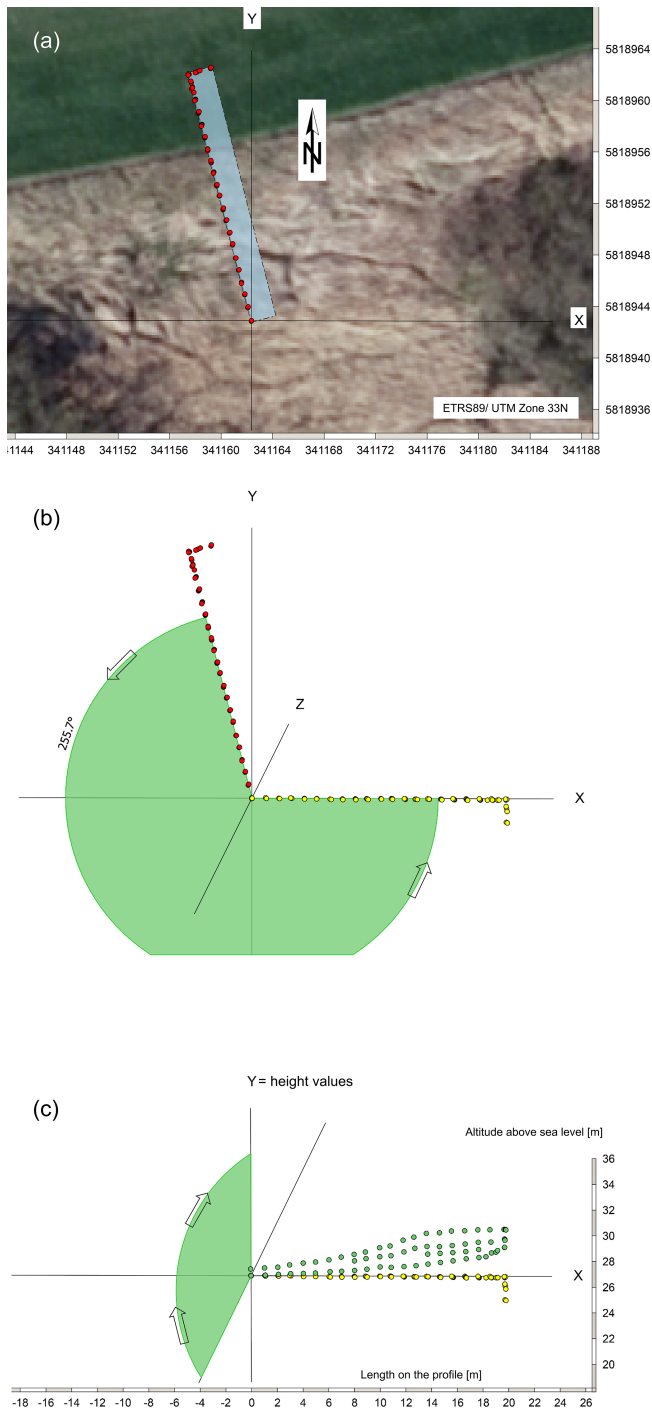 Y
(a)
5818964
5818960
5818956
5818952
5818948
5818944
5818940
5818936
N
X
ETRS89/ UTM Zone 33N
341148 341152 341156 341160 341164 341168 341172 341176 341180 341184 341188
(b)
Y
Z
255.7°
X
Y = height values
(c)
Altitude above sea level [m]
36
34
32
30
28
26
24
22
20
X
Length on the profile [m]
-18 -16 -14 -12 -10 -8 -6 -4 -2 0 2 4 6 8 10 12 14 16 18 20 22 24 26